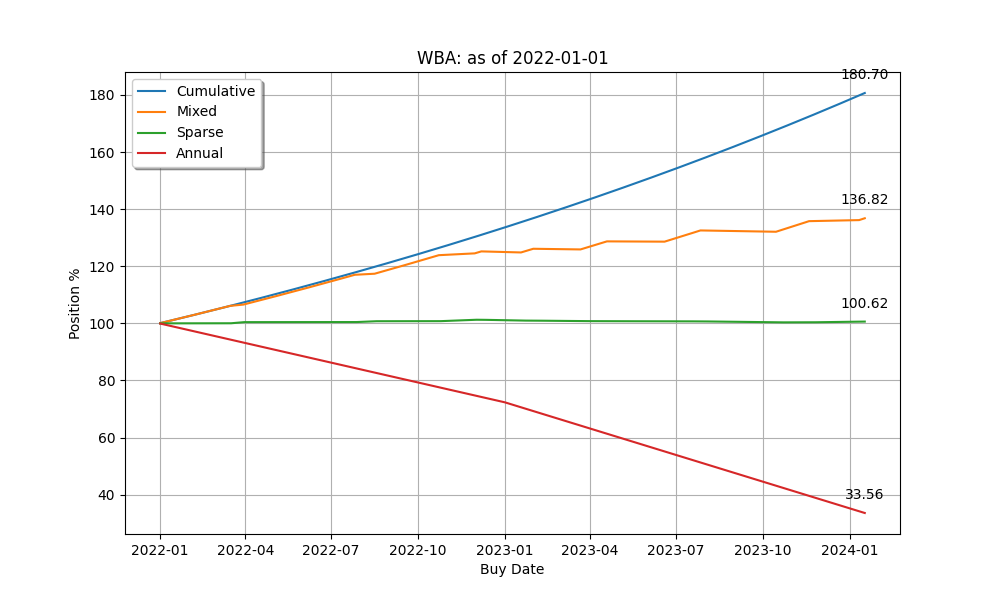 WBA: as of 2022-01-01
Cumulative
Mixed
Sparse
Annual
180.70
136.82
100.62
33.56
180
160
140
120
100
80
60
40
Position %
2022-01 2022-04 2022-07 2022-10 2023-01 2023-04 2023-07 2023-10 2024-01
Buy Date